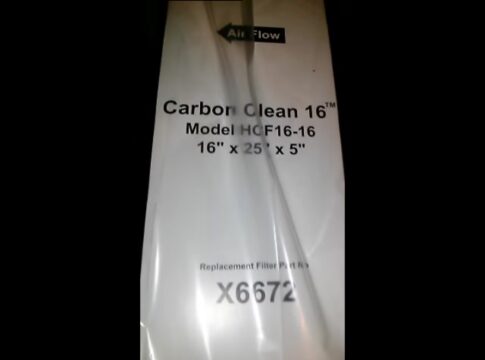 Air Flow
Carbon Clean 16™
Model HCF16-16
16" x 25" x 5"
Replacement Filter Part No
X6672